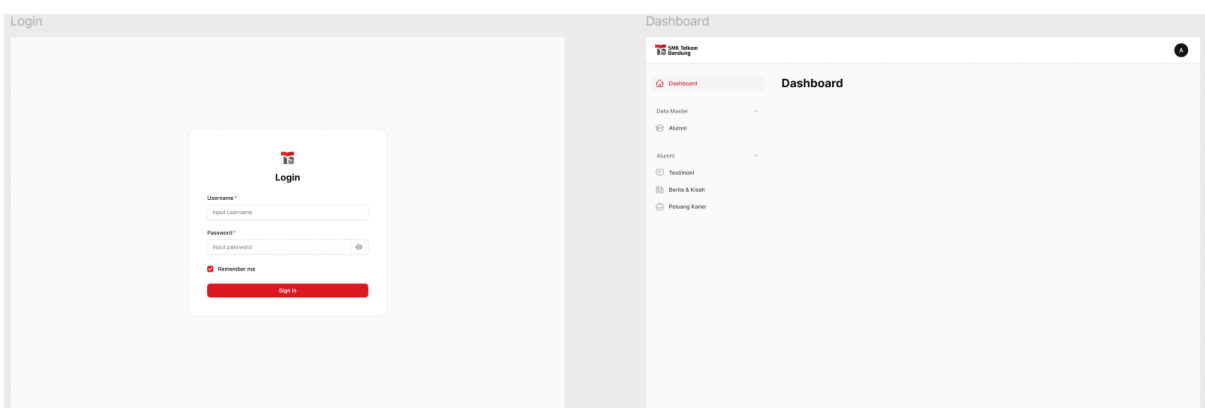 Login
Login
Username *
Input username
Password *
Input password
Remember me
Sign In
Dashboard
SMK Telkom
Bandung
A
Dashboard
Dashboard
Data Master
Alumni
Alumni
Testimoni
Berita & Kisah
Peluang Karier